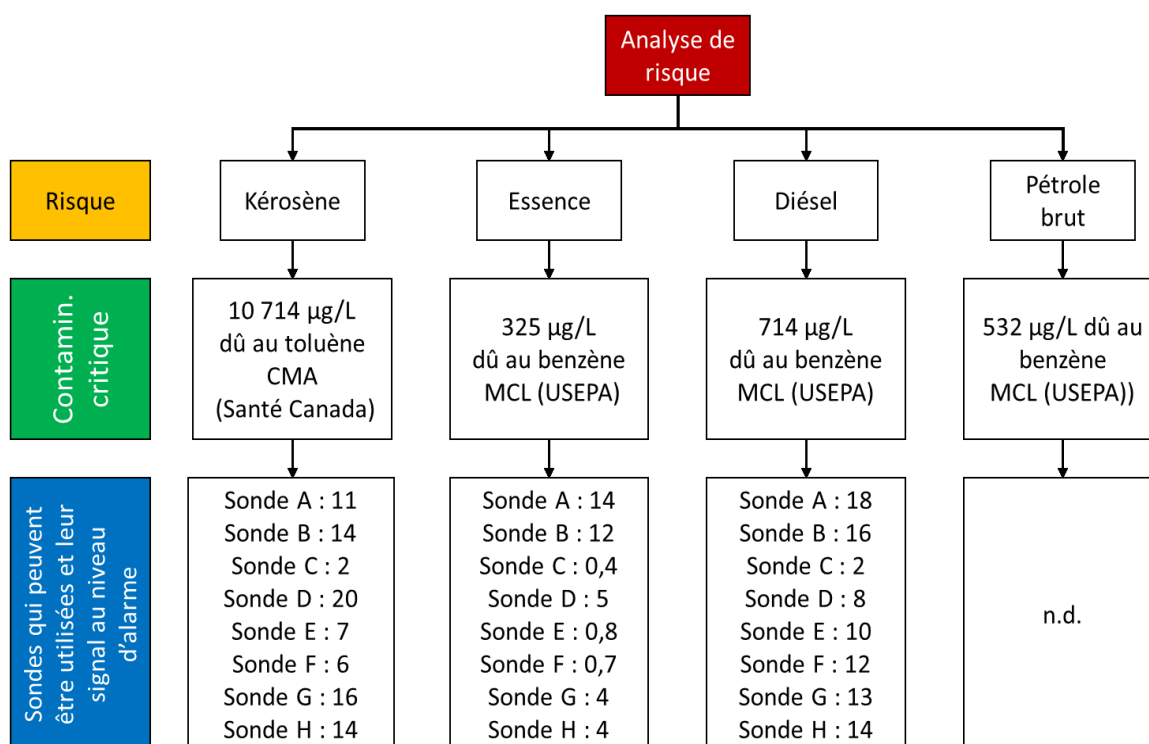 Analyse de
risque
Risque
Kérosène
Essence
Diésel
Pétrole
brut
Contamin.
critique
10 714 µg/L
dû au toluène
CMA
(Santé Canada)
325 µg/L
dû au benzène
MCL (USEPA)
714 µg/L
dû au benzène
MCL (USEPA)
532 µg/L dû au
benzène
MCL (USEPA))
Sondes qui peuvent
être utilisées et leur
signal au niveau
d’alarme
Sonde A : 11
Sonde B : 14
Sonde C : 2
Sonde D : 20
Sonde E : 7
Sonde F : 6
Sonde G : 16
Sonde H : 14
Sonde A : 14
Sonde B : 12
Sonde C : 0,4
Sonde D : 5
Sonde E : 0,8
Sonde F : 0,7
Sonde G : 4
Sonde H : 4
Sonde A : 18
Sonde B : 16
Sonde C : 2
Sonde D : 8
Sonde E : 10
Sonde F : 12
Sonde G : 13
Sonde H : 14
n.d.